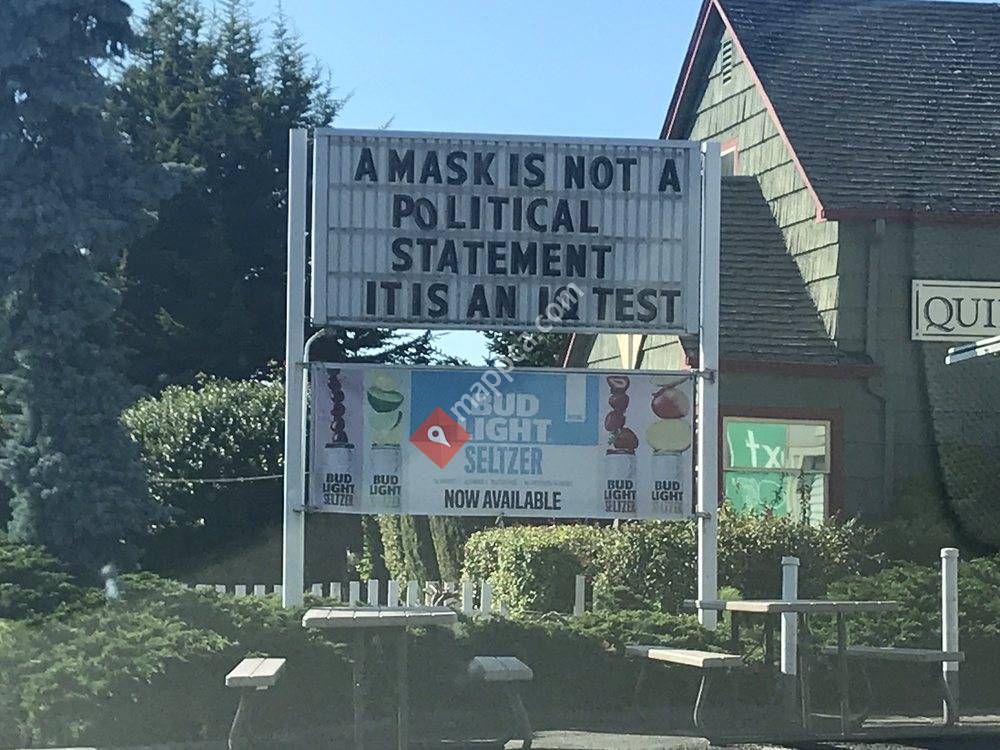 A MASK IS NOT A
POLITICAL
STATEMENT
IT IS AN IQ TEST
QUI
BUD
LIGHT
SELTZER
NOW AVAILABLE
BUD
LIGHT
SELTZER
BUD
LIGHT
SELTZER
BUD
LIGHT
SELTZER
BUD
LIGHT
SELTZER
mapcta.com